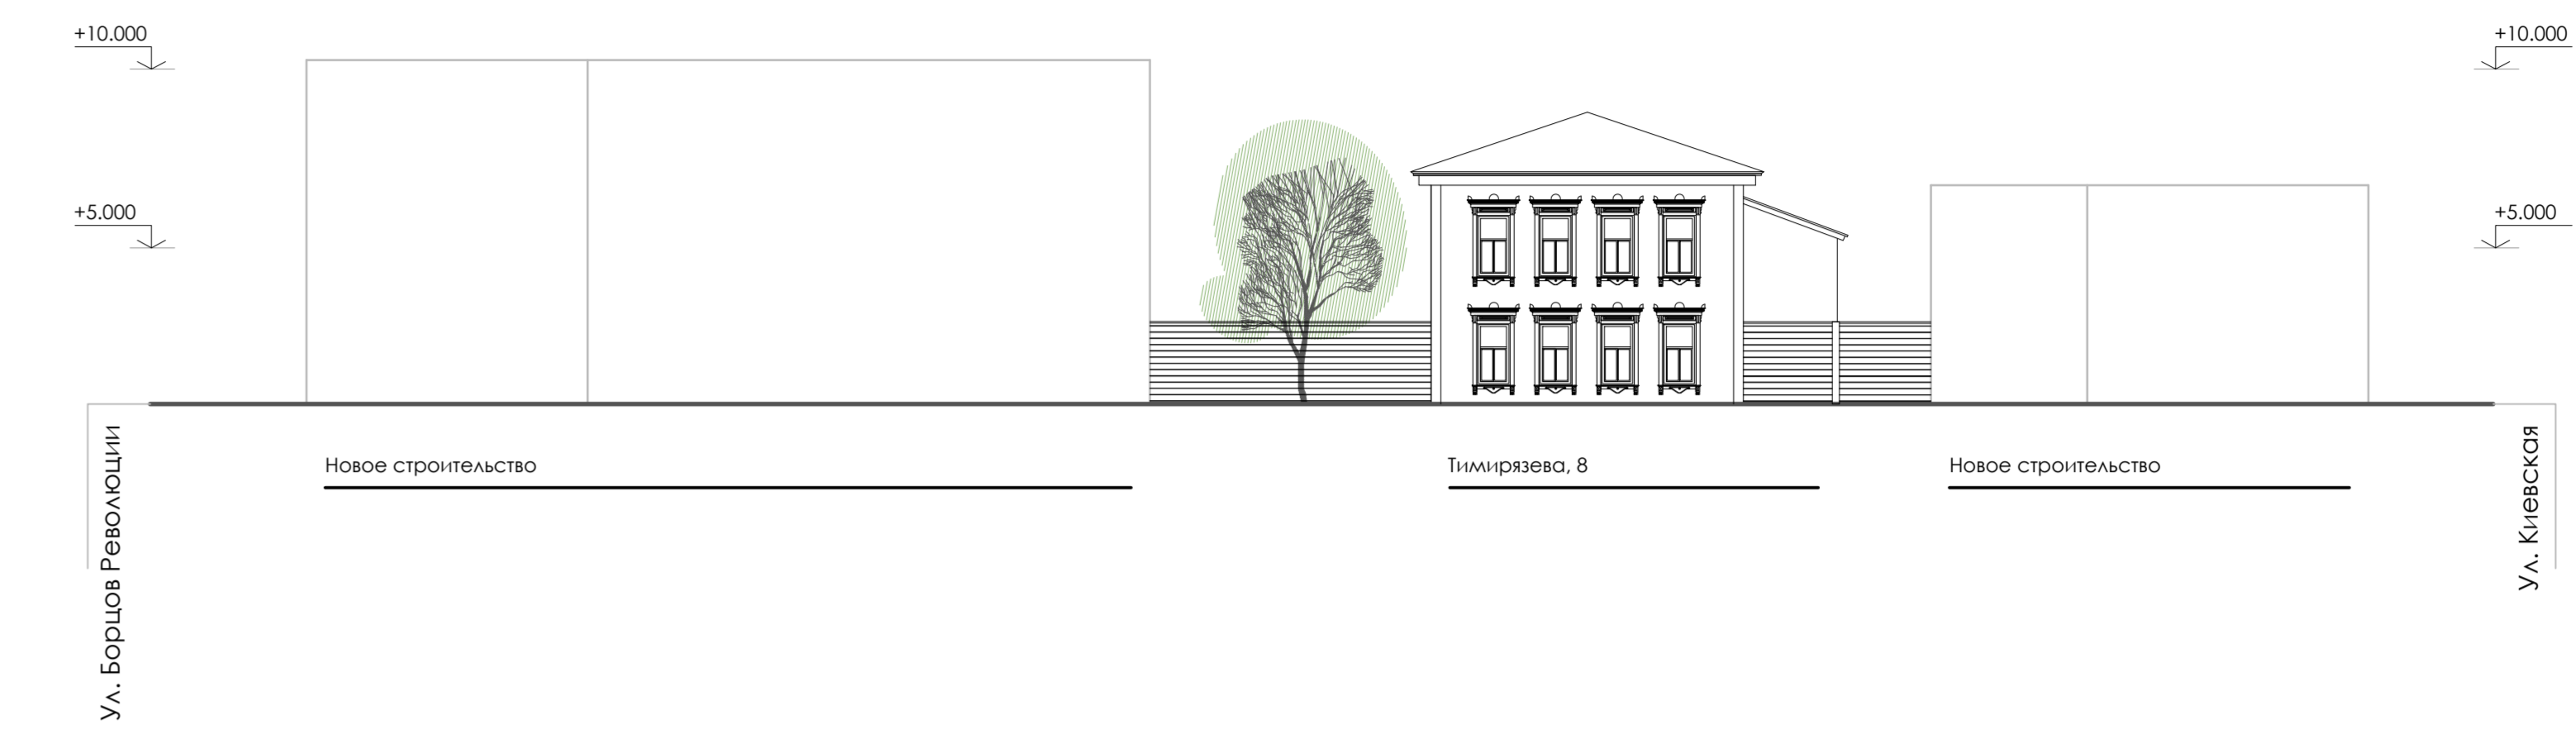 +10.000
+10.000
+5.000
+5.000
Новое строительство
Тимирязева, 8
Новое строительство
Ул. Борцов Революции
Ул. Киевская